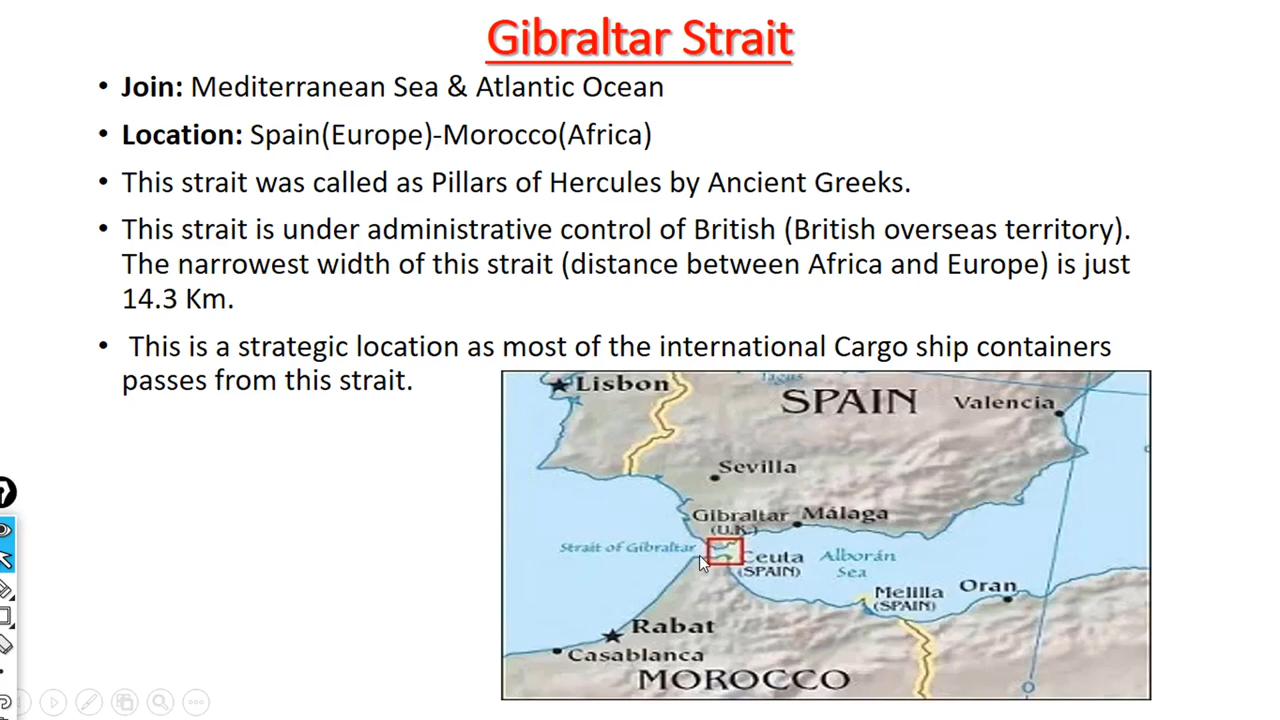 Gibraltar Strait
• Join: Mediterranean Sea & Atlantic Ocean
• Location: Spain(Europe)-Morocco(Africa)
• This strait was called as Pillars of Hercules by Ancient Greeks.
• This strait is under administrative control of British (British overseas territory).
The narrowest width of this strait (distance between Africa and Europe) is just
14.3 Km.
• This is a strategic location as most of the international Cargo ship containers
passes from this strait.
Lisbon
Tagus
SPAIN
Valencia
Sevilla
Gibraltar
(U.K.)
Málaga
Strait of Gibraltar
Ceuta
(SPAIN)
Alborán
Sea
Melilla
(SPAIN)
Oran
Rabat
Casablanca
MOROCCO
0